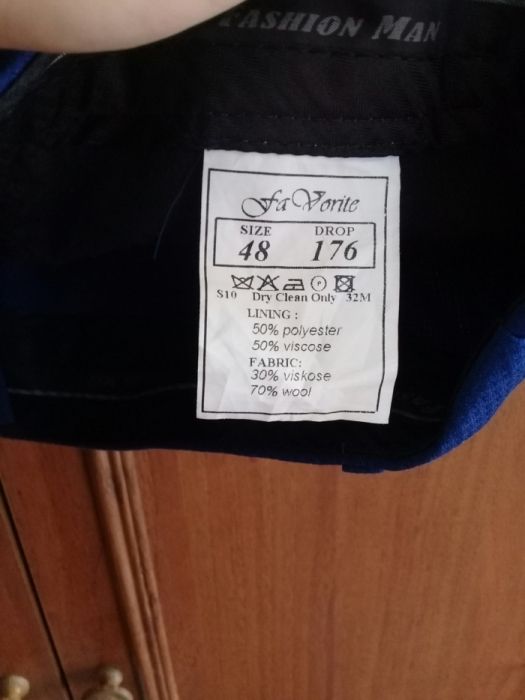 FASHION MAN
FaVorite
SIZE DROP
48 176
S10 Dry Clean Only 32M
LINING :
50% polyester
50% viscose
FABRIC:
30% viskose
70% wool